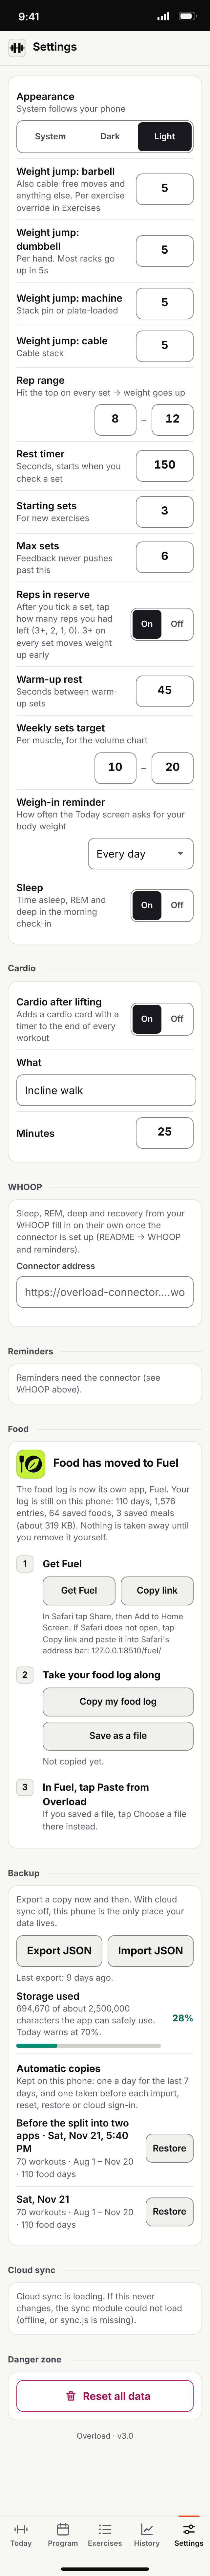 9:41
Settings
Appearance
System follows your phone
System Dark Light
Weight jump: barbell
Also cable-free moves and
anything else. Per exercise
override in Exercises
5
Weight jump:
dumbbell
Per hand. Most racks go
up in 5s
5
Weight jump: machine
Stack pin or plate-loaded
5
Weight jump: cable
Cable stack
5
Rep range
Hit the top on every set → weight goes up
8 – 12
Rest timer
Seconds, starts when you
check a set
150
Starting sets
For new exercises
3
Max sets
Feedback never pushes
past this
6
Reps in reserve
After you tick a set, tap
how many reps you had
left (3+, 2, 1, 0). 3+ on
every set moves weight
up early
On Off
Warm-up rest
Seconds between warm-
up sets
45
Weekly sets target
Per muscle, for the volume chart
10 – 20
Weigh-in reminder
How often the Today screen asks for your
body weight
Every day
Sleep
Time asleep, REM and
deep in the morning
check-in
On Off
Cardio
Cardio after lifting
Adds a cardio card with a
timer to the end of every
workout
On Off
What
Incline walk
Minutes
25
WHOOP
Sleep, REM, deep and recovery from your
WHOOP fill in on their own once the
connector is set up (README → WHOOP
and reminders).
Connector address
https://overload-connector....wo
Reminders
Reminders need the connector (see
WHOOP above).
Food
Food has moved to Fuel
The food log is now its own app, Fuel. Your
log is still on this phone: 110 days, 1,576
entries, 64 saved foods, 3 saved meals
(about 319 KB). Nothing is taken away until
you remove it yourself.
1 Get Fuel
Get Fuel Copy link
In Safari tap Share, then Add to Home
Screen. If Safari does not open, tap
Copy link and paste it into Safari's
address bar: 127.0.0.1:8510/fuel/
2 Take your food log along
Copy my food log
Save as a file
Not copied yet.
3 In Fuel, tap Paste from
Overload
If you saved a file, tap Choose a file
there instead.
Backup
Export a copy now and then. With cloud
sync off, this phone is the only place your
data lives.
Export JSON Import JSON
Last export: 9 days ago.
Storage used
694,670 of about 2,500,000
characters the app can safely use.
Today warns at 70%.
28%
Automatic copies
Kept on this phone: one a day for the last 7
days, and one taken before each import,
reset, restore or cloud sign-in.
Before the split into two
apps · Sat, Nov 21, 5:40
PM
70 workouts · Aug 1 – Nov 20
· 110 food days
Restore
Sat, Nov 21
70 workouts · Aug 1 – Nov 20
· 110 food days
Restore
Cloud sync
Cloud sync is loading. If this never
changes, the sync module could not load
(offline, or sync.js is missing).
Danger zone
Reset all data
Overload · v3.0
Today Program Exercises History Settings